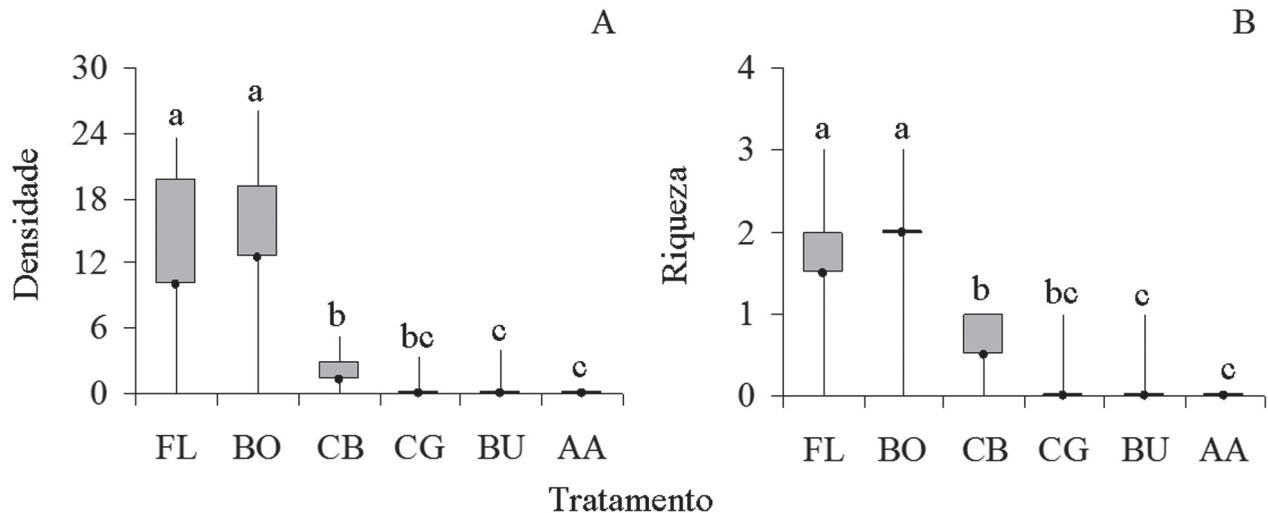 A
B
Densidade
30
24
18
12
6
0
a
a
b
bc
c
c
FL BO CB CG BU AA
Riqueza
4
3
2
1
0
a
a
b
bc
c
c
FL BO CB CG BU AA
Tratamento